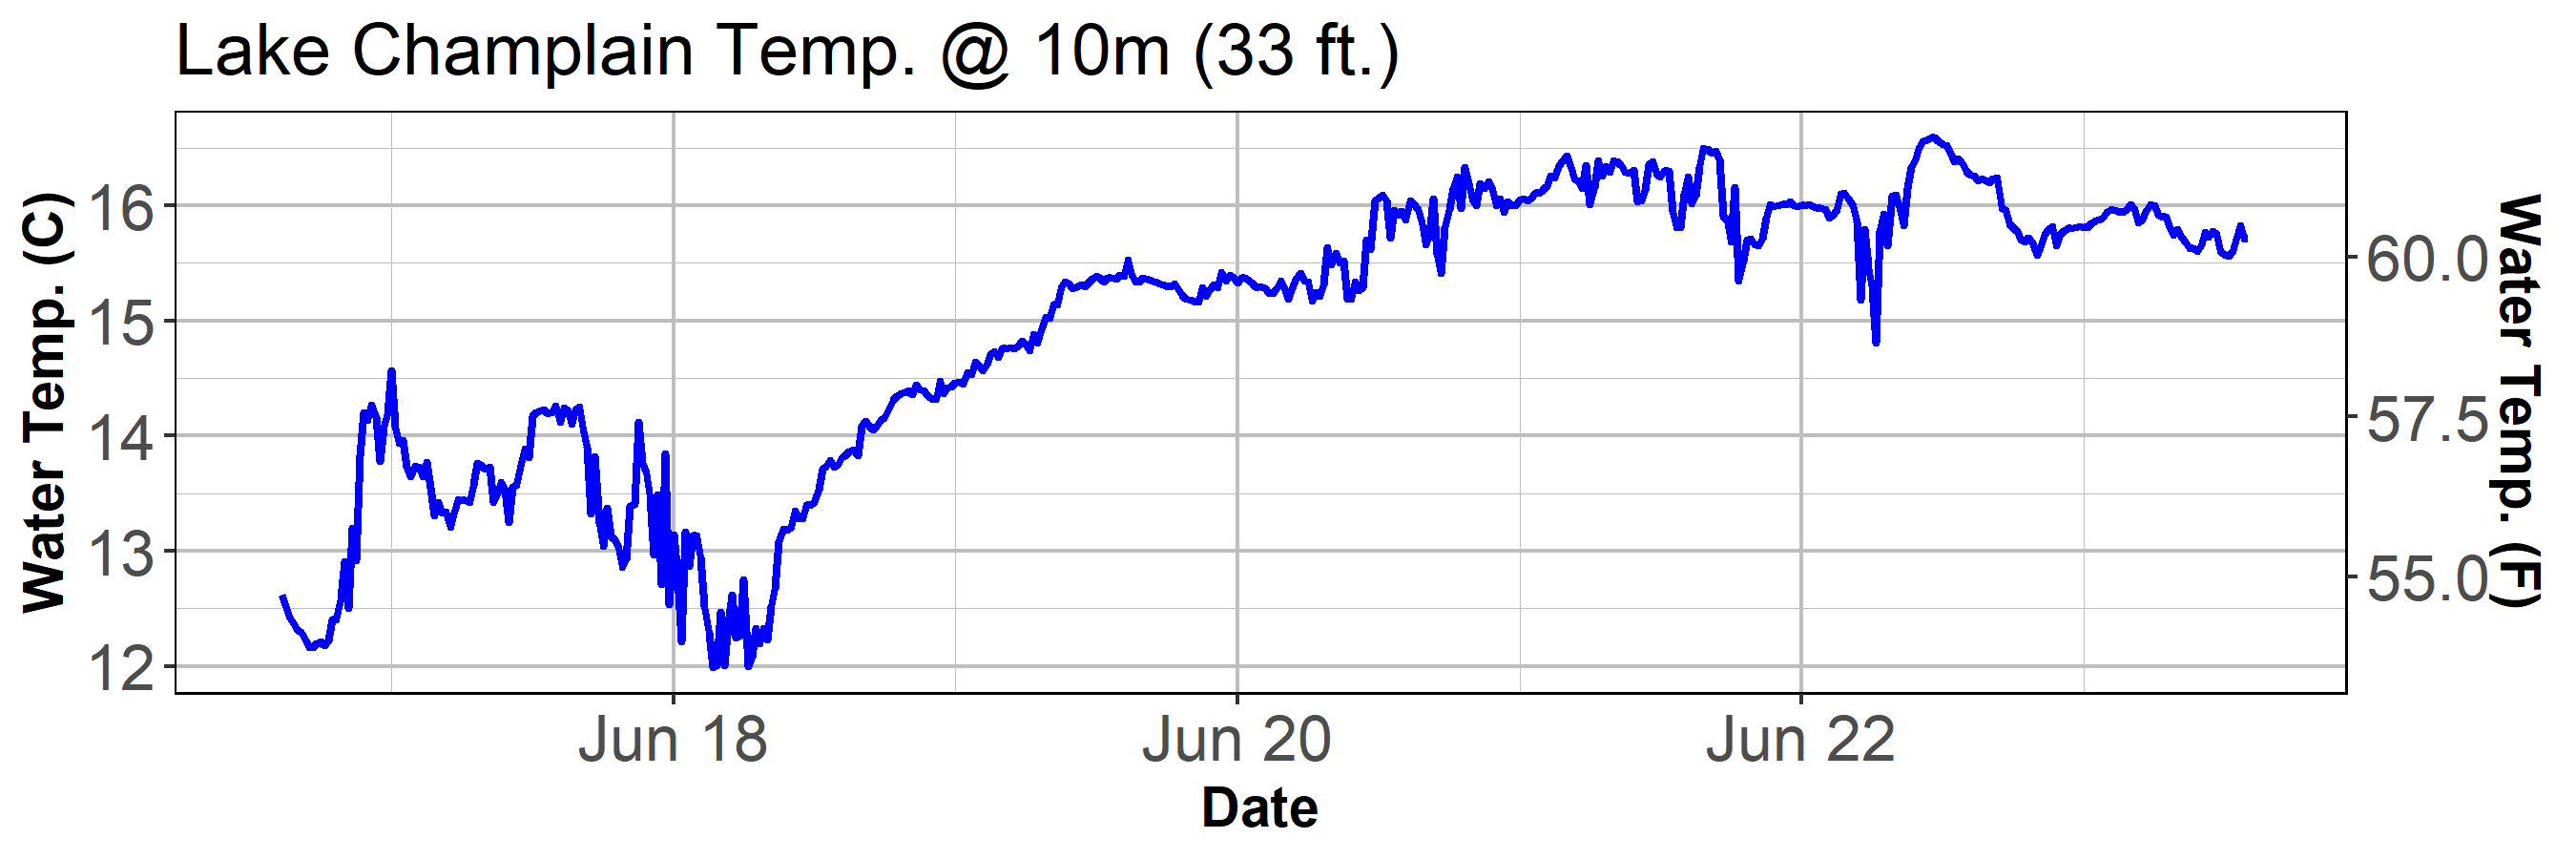 Lake Champlain Temp. @ 10m (33 ft.)
Water Temp. (C)
16
15
14
13
12
60.0
57.5
55.0
Water Temp. (F)
Jun 18
Jun 20
Jun 22
Date